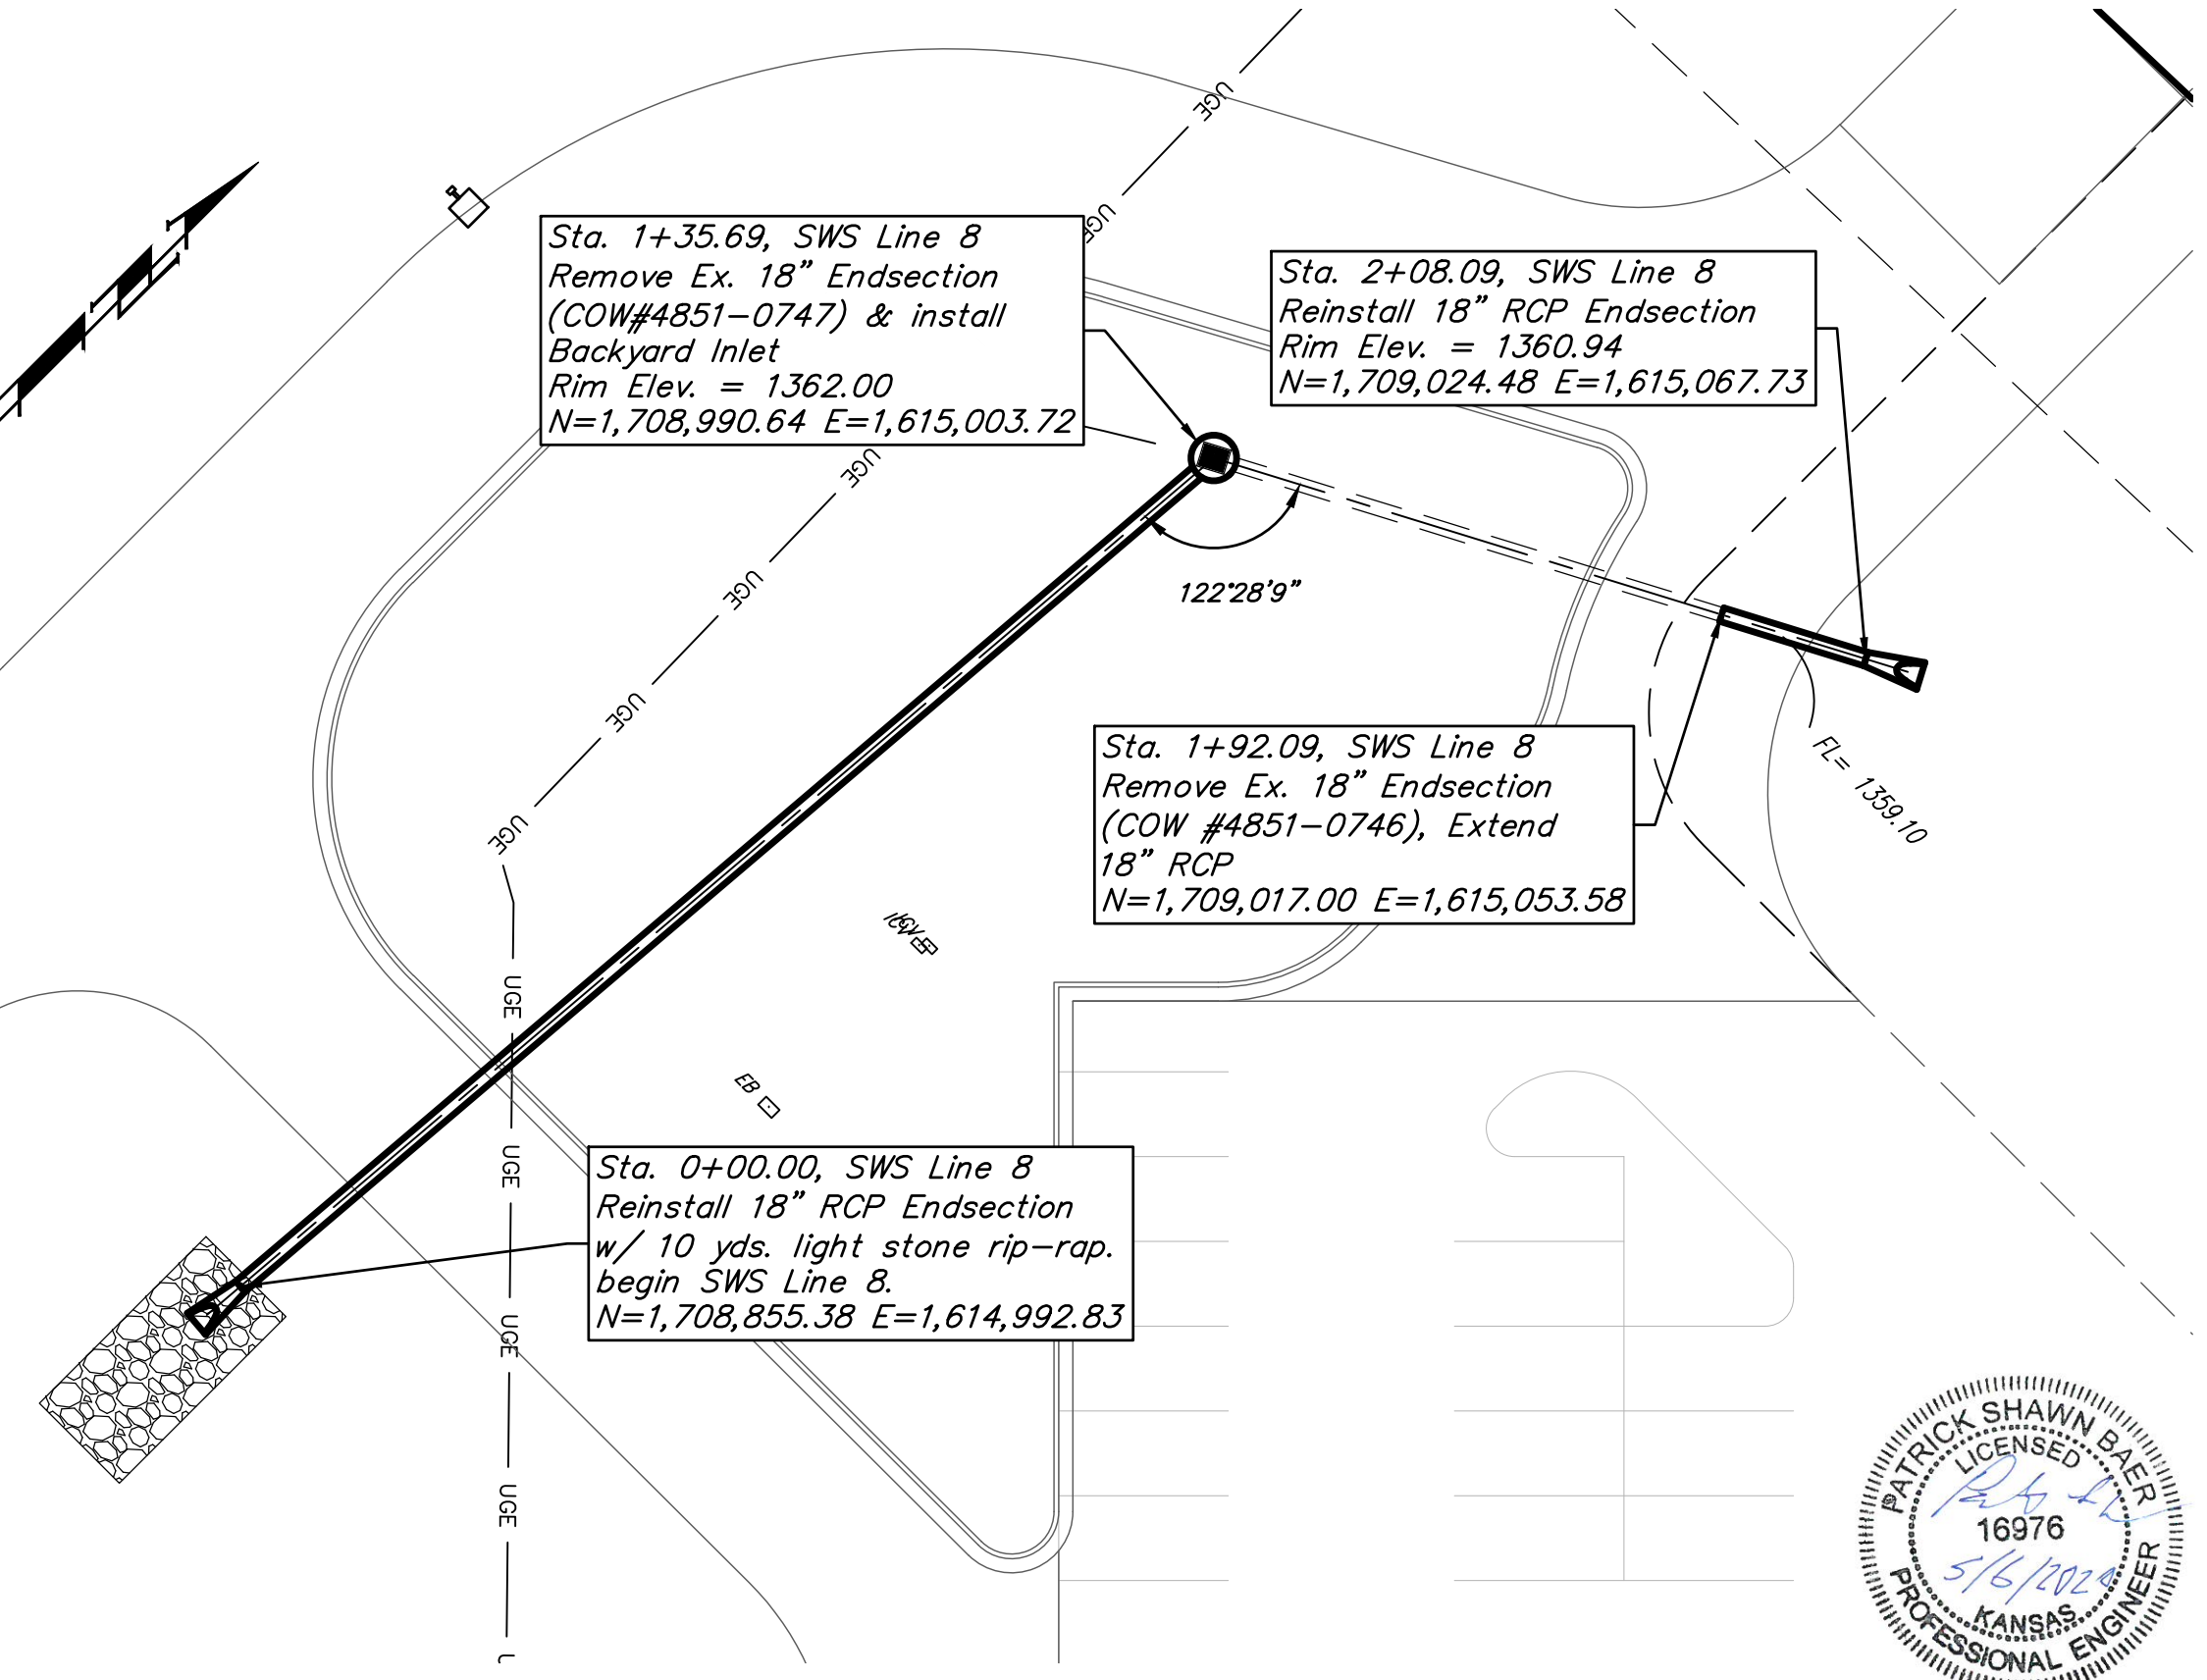 UGE
UGE
Sta. 1+35.69, SWS Line 8
Remove Ex. 18" Endsection
(COW#4851-0747) & install
Backyard Inlet
Rim Elev. = 1362.00
N=1,708,990.64 E=1,615,003.72
Sta. 2+08.09, SWS Line 8
Reinstall 18" RCP Endsection
Rim Elev. = 1360.94
N=1,709,024.48 E=1,615,067.73
UGE
UGE
122°28'9"
UGE
UGE
Sta. 1+92.09, SWS Line 8
Remove Ex. 18" Endsection
(COW #4851-0746), Extend
18" RCP
N=1,709,017.00 E=1,615,053.58
FL= 1359.10
UGE
EB
UGE
Sta. 0+00.00, SWS Line 8
Reinstall 18" RCP Endsection
w/ 10 yds. light stone rip-rap.
begin SWS Line 8.
N=1,708,855.38 E=1,614,992.83
UGE
UGE
PATRICK SHAWN BAER
LICENSED
16976
KANSAS
PROFESSIONAL ENGINEER